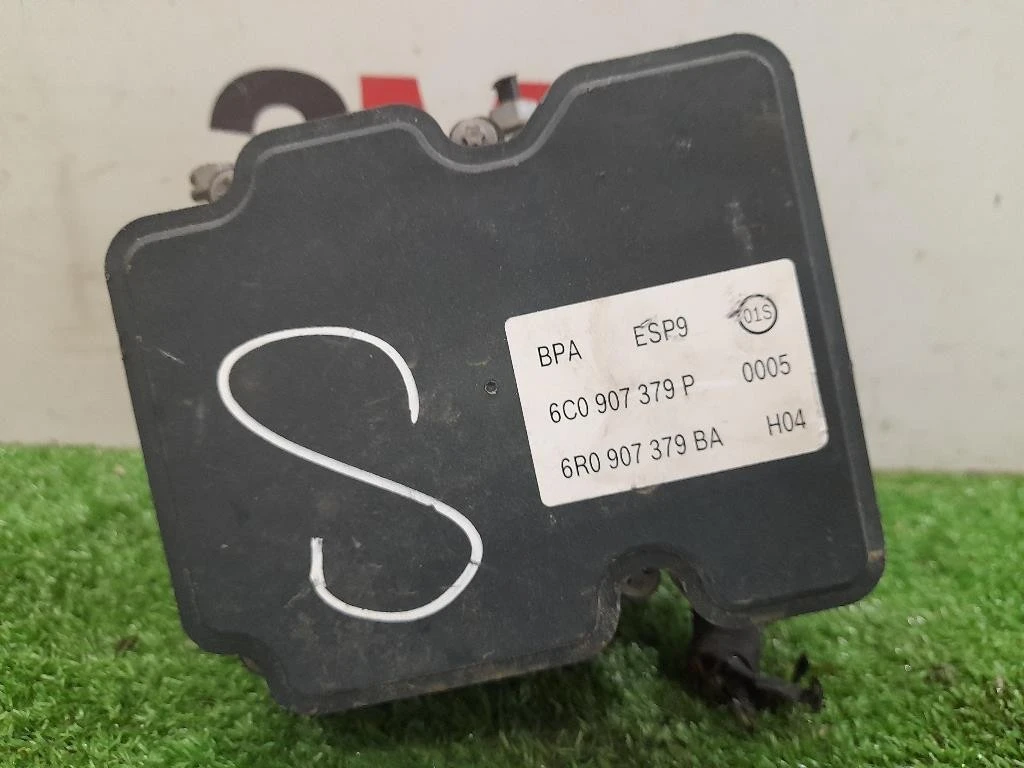 BPA ESP9 01S
6C0 907 379 P 0005
6R0 907 379 BA H04
S